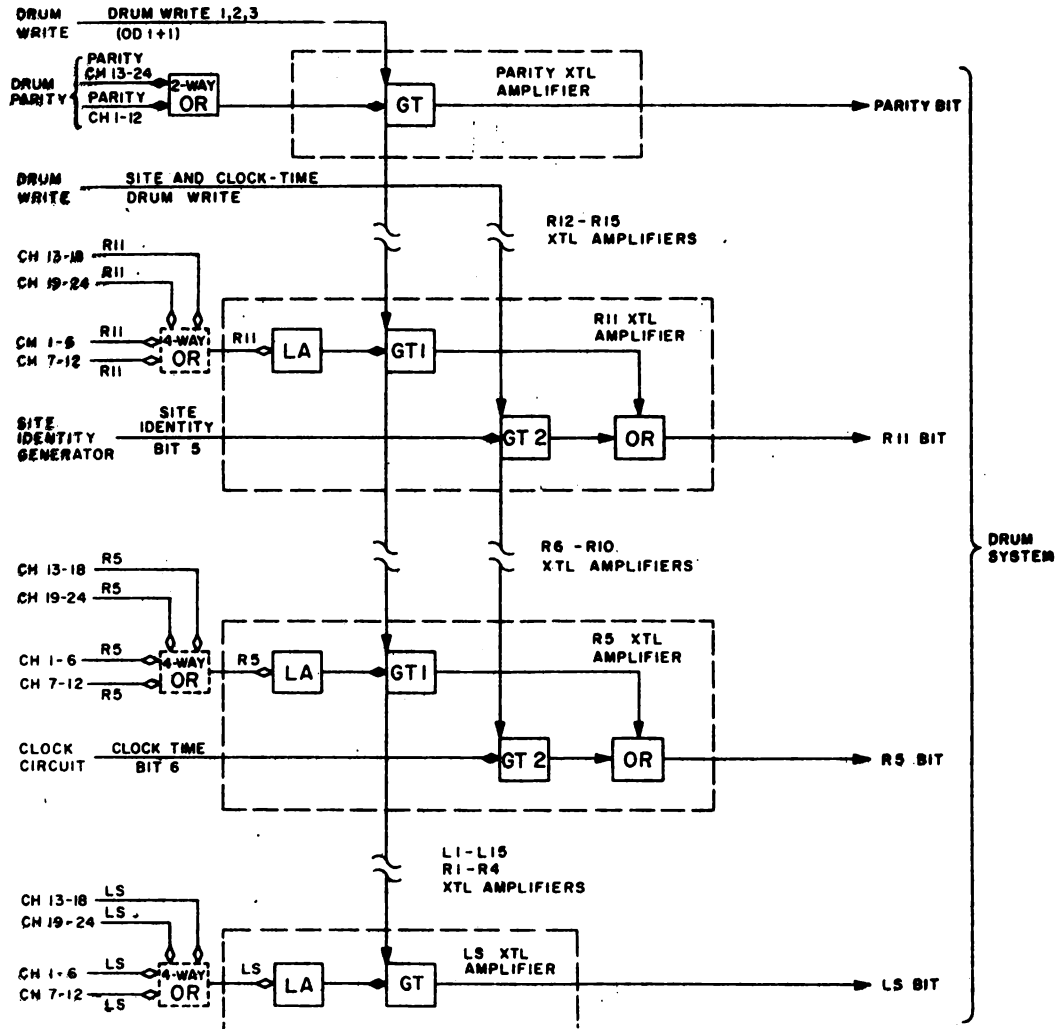 DRUM WRITE
DRUM WRITE 1,2,3
(OD 1+1)
DRUM PARITY
PARITY
CH 13-24
PARITY
CH 1-12
2-WAY
OR
GT
PARITY XTL
AMPLIFIER
PARITY BIT
DRUM WRITE
SITE AND CLOCK-TIME
DRUM WRITE
R12-R15
XTL AMPLIFIERS
CH 13-18 R11
CH 19-24 R11
CH 1-6 R11
CH 7-12 R11
4-WAY
OR
R11
LA
GT1
R11 XTL
AMPLIFIER
SITE
IDENTITY
GENERATOR
SITE
IDENTITY
BIT 5
GT 2
OR
R11 BIT
R6 -R10
XTL AMPLIFIERS
DRUM
SYSTEM
CH 13-18 R5
CH 19-24 R5
CH 1-6 R5
CH 7-12 R5
4-WAY
OR
R5
LA
GT1
R5 XTL
AMPLIFIER
CLOCK
CIRCUIT
CLOCK TIME
BIT 6
GT 2
OR
R5 BIT
L1-L15
R1-R4
XTL AMPLIFIERS
CH 13-18 LS
CH 19-24 LS
CH 1-6 LS
CH 7-12 LS
4-WAY
OR
LS
LA
GT
LS XTL
AMPLIFIER
LS BIT